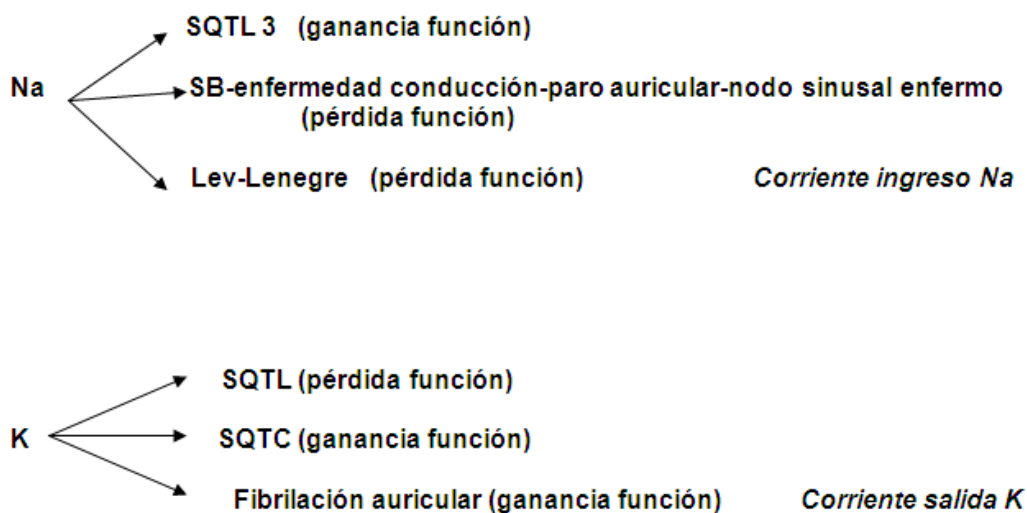 SQTL 3 (ganancia función)
Na
SB-enfermedad conducción-paro auricular-nodo sinusal enfermo
(pérdida función)
Lev-Lenegre (pérdida función) Corriente ingreso Na
SQTL (pérdida función)
K
SQTC (ganancia función)
Fibrilación auricular (ganancia función) Corriente salida K